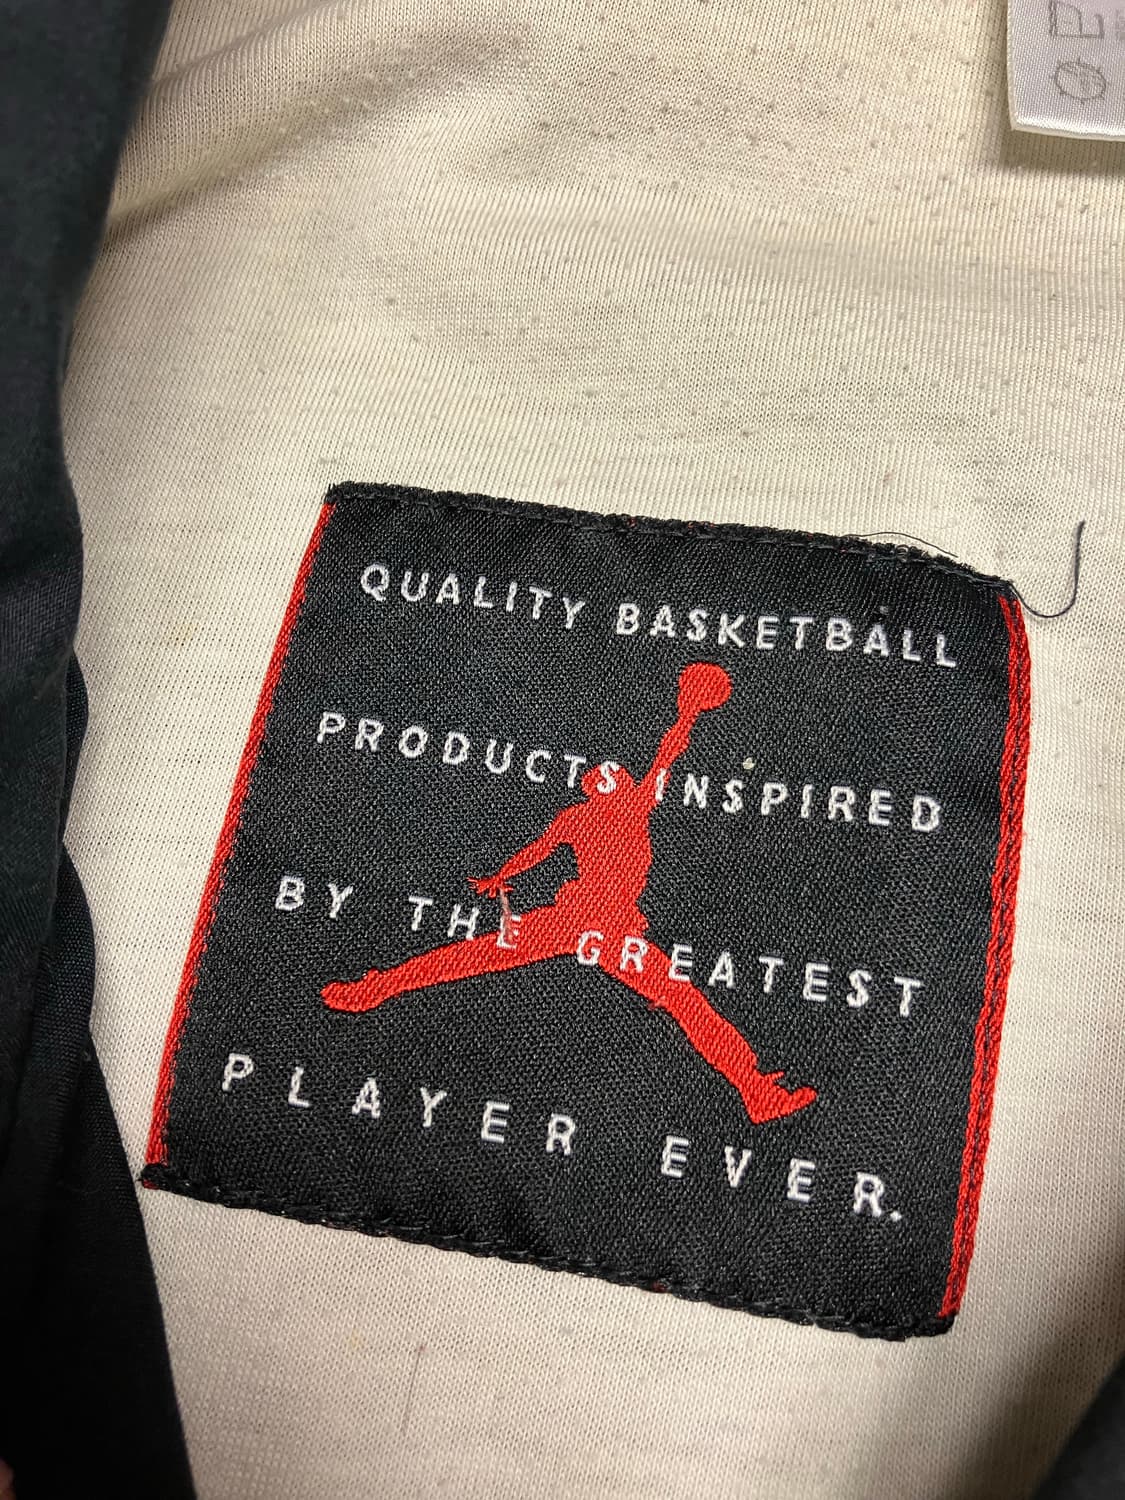 QUALITY BASKETBALL
PRODUCTS INSPIRED
BY THE GREATEST
PLAYER EVER.